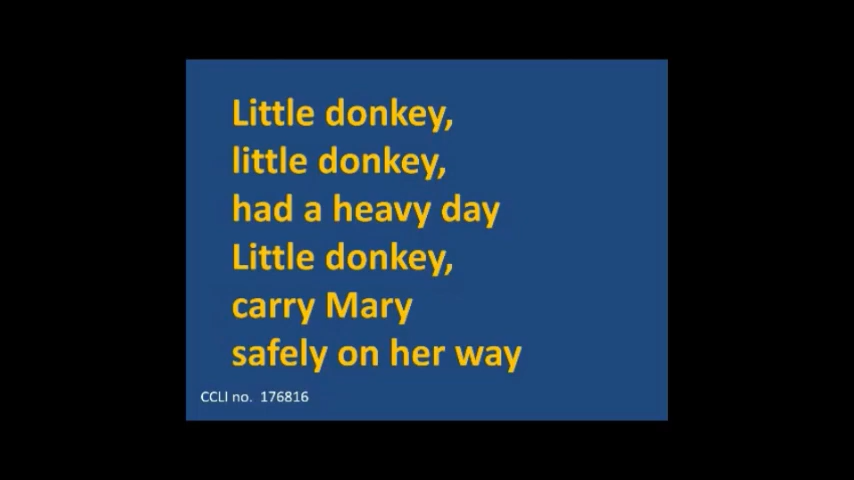 Little donkey,
little donkey,
had a heavy day
Little donkey,
carry Mary
safely on her way
CCLI no.  176816